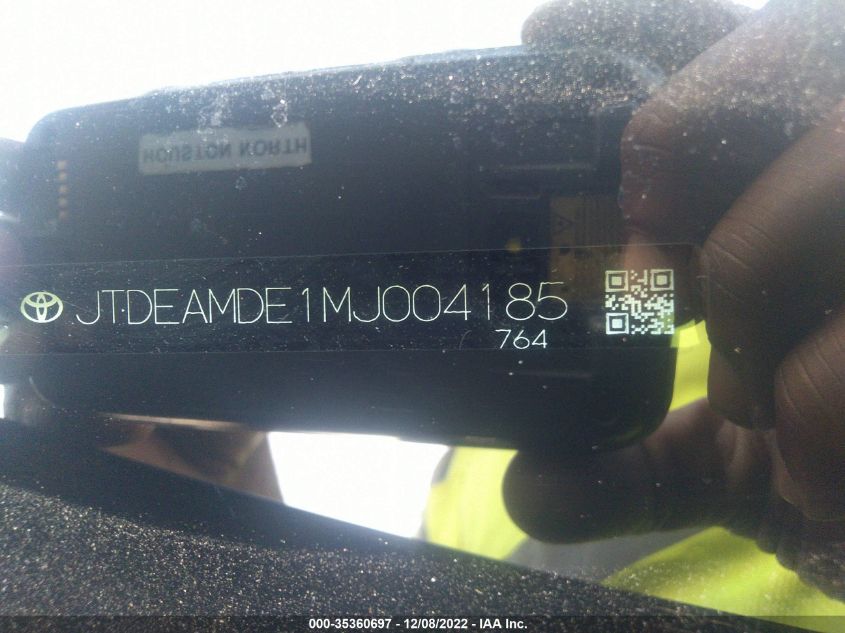 HOUSTON NORTH
JTDEAMDE1MJ004185
764
000-35360697 - 12/08/2022 - IAA Inc.